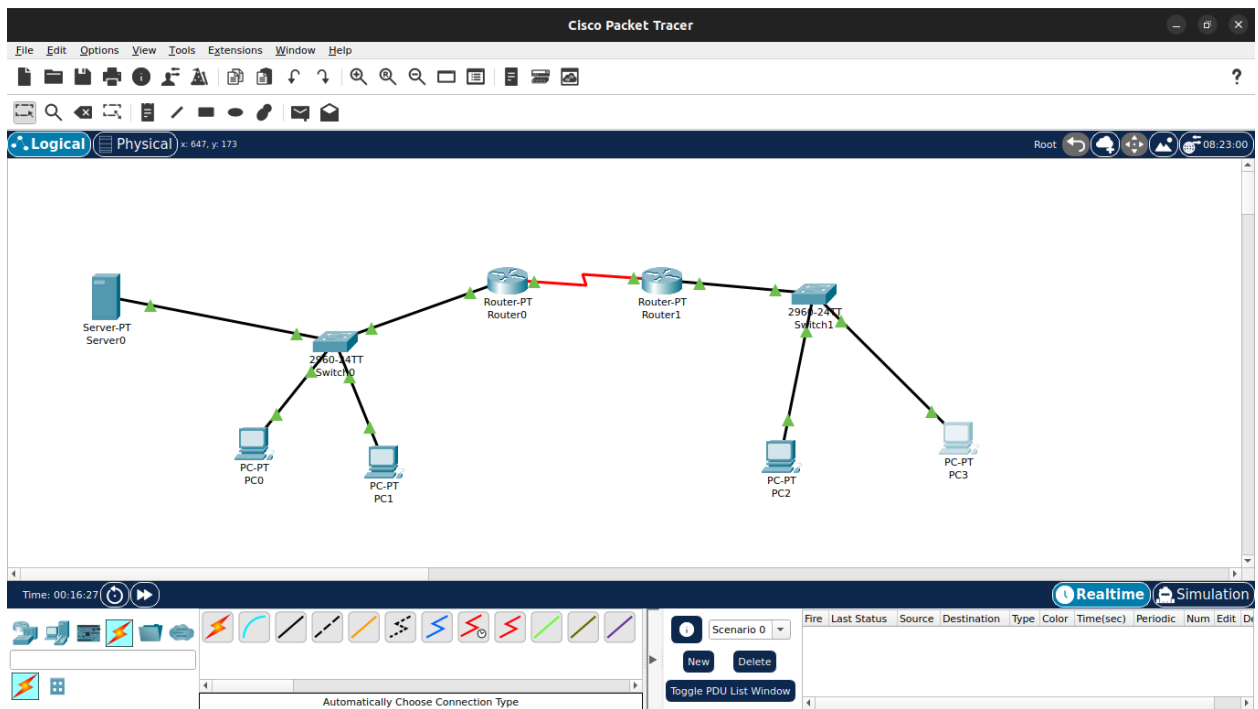 Cisco Packet Tracer
File Edit Options View Tools Extensions Window Help
?
Logical Physical x: 647, y: 173 Root 08:23:00
Server-PT
Server0
2960-24TT
Switch0
PC-PT
PC0
PC-PT
PC1
Router-PT
Router0
Router-PT
Router1
2960-24TT
Switch1
PC-PT
PC2
PC-PT
PC3
Time: 00:16:27 Realtime Simulation
Scenario 0
New Delete
Toggle PDU List Window
Fire Last Status Source Destination Type Color Time(sec) Periodic Num Edit De
Automatically Choose Connection Type